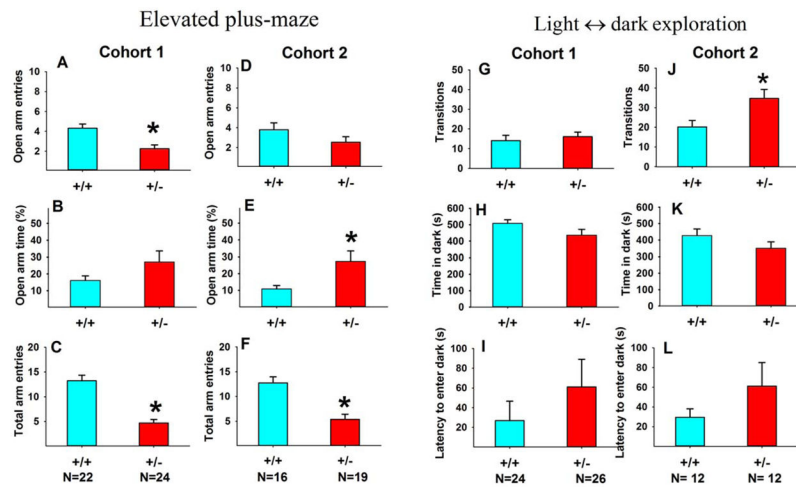 Elevated plus-maze
Light ↔ dark exploration
Cohort 1
Cohort 2
Cohort 1
Cohort 2
A
Open arm entries
10
8
6
4
2
*
+/+ +/-
D
Open arm entries
10
8
6
4
2
+/+ +/-
G
Transitions
50
40
30
20
10
0
+/+ +/-
J
Transitions
50
40
30
20
10
0
*
+/+ +/-
B
Open arm time (%)
50
40
30
20
10
+/+ +/-
E
Open arm time (%)
50
40
30
20
10
*
+/+ +/-
H
Time in dark (s)
600
500
400
300
200
100
0
+/+ +/-
K
Time in dark (s)
600
500
400
300
200
100
0
+/+ +/-
C
Total arm entries
20
15
10
5
*
+/+ +/-
N=22 N=24
F
Total arm entries
20
15
10
5
*
+/+ +/-
N=16 N=19
I
Latency to enter dark (s)
100
80
60
40
20
0
+/+ +/-
N=24 N=26
L
Latency to enter dark (s)
100
80
60
40
20
0
+/+ +/-
N= 12 N= 12